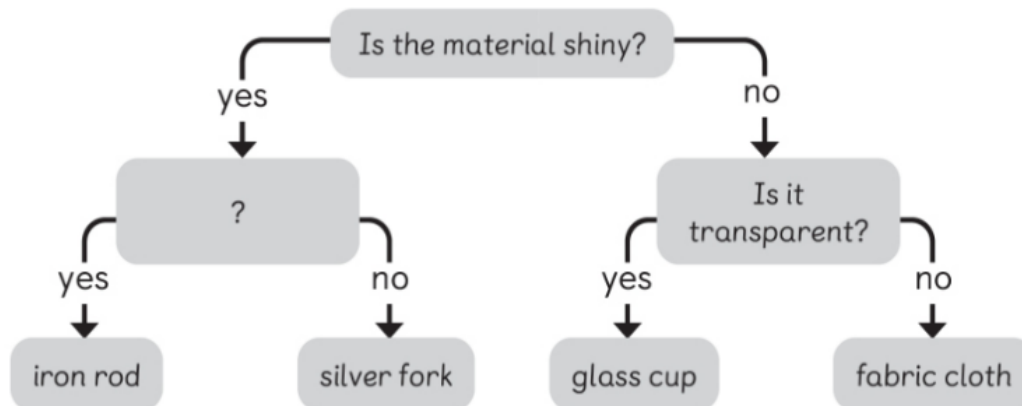 Is the material shiny?
yes
no
?
Is it
transparent?
yes
no
yes
no
iron rod
silver fork
glass cup
fabric cloth